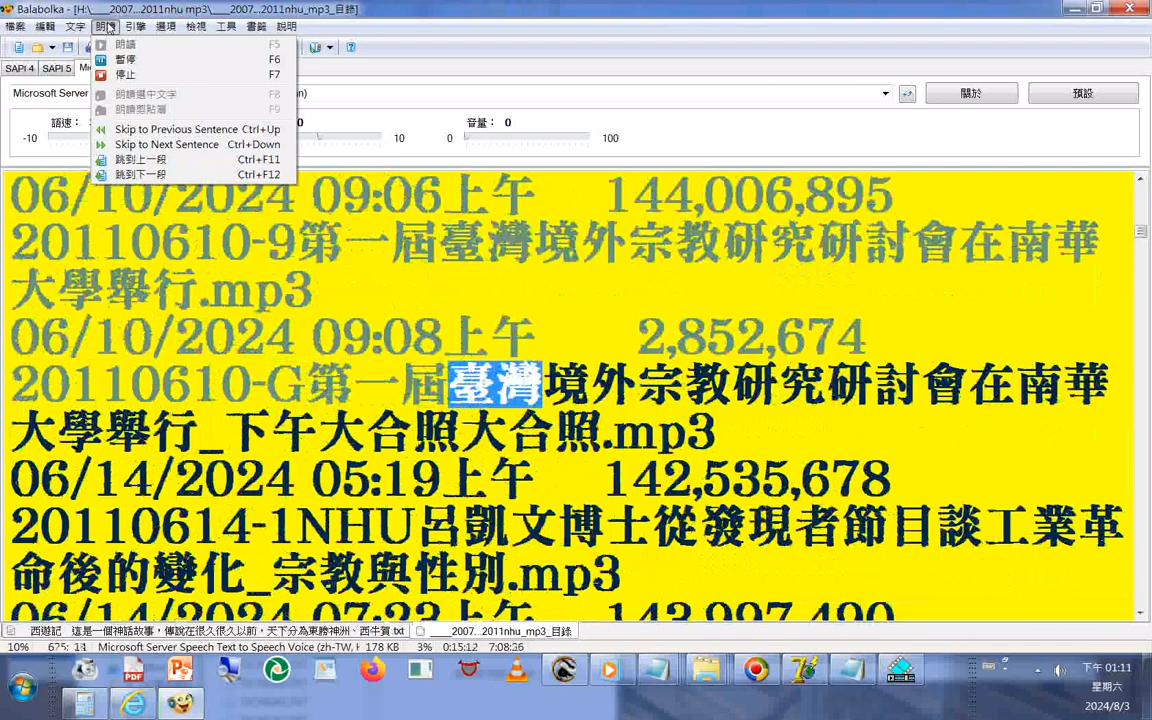 Balabolka - [H:\____2007...2011nhu mp3\____2007...2011nhu_mp3_目錄]
檔案 編輯 文字 朗讀 引擎 選項 檢視 工具 書籤 說明
朗讀 F5
暫停 F6
停止 F7
朗讀選中文字 F8
朗讀剪貼簿 F9
Skip to Previous Sentence Ctrl+Up
Skip to Next Sentence Ctrl+Down
跳到上一段 Ctrl+F11
跳到下一段 Ctrl+F12
SAPI 4 SAPI 5
Microsoft Server
關於 預設
語速: 0 音量: 0
-10 10 0 100
06/10/2024 09:06上午 144,006,895
20110610-9第一屆臺灣境外宗教研究研討會在南華
大學舉行.mp3
06/10/2024 09:08上午 2,852,674
20110610-G第一屆臺灣境外宗教研究研討會在南華
大學舉行_下午大合照大合照.mp3
06/14/2024 05:19上午 142,535,678
20110614-1NHU呂凱文博士從發現者節目談工業革
命後的變化_宗教與性別.mp3
06/14/2024 07:23上午 143,997,490
西遊記 這是一個神話故事，傳說在很久很久以前，天下分為東勝神洲、西牛賀.txt ____2007...2011nhu_mp3_目錄
10% Microsoft Server Speech Text to Speech Voice (zh-TW, 178 KB 3% 0:15:12 7:08:26
下午 01:11
星期六
2024/8/3